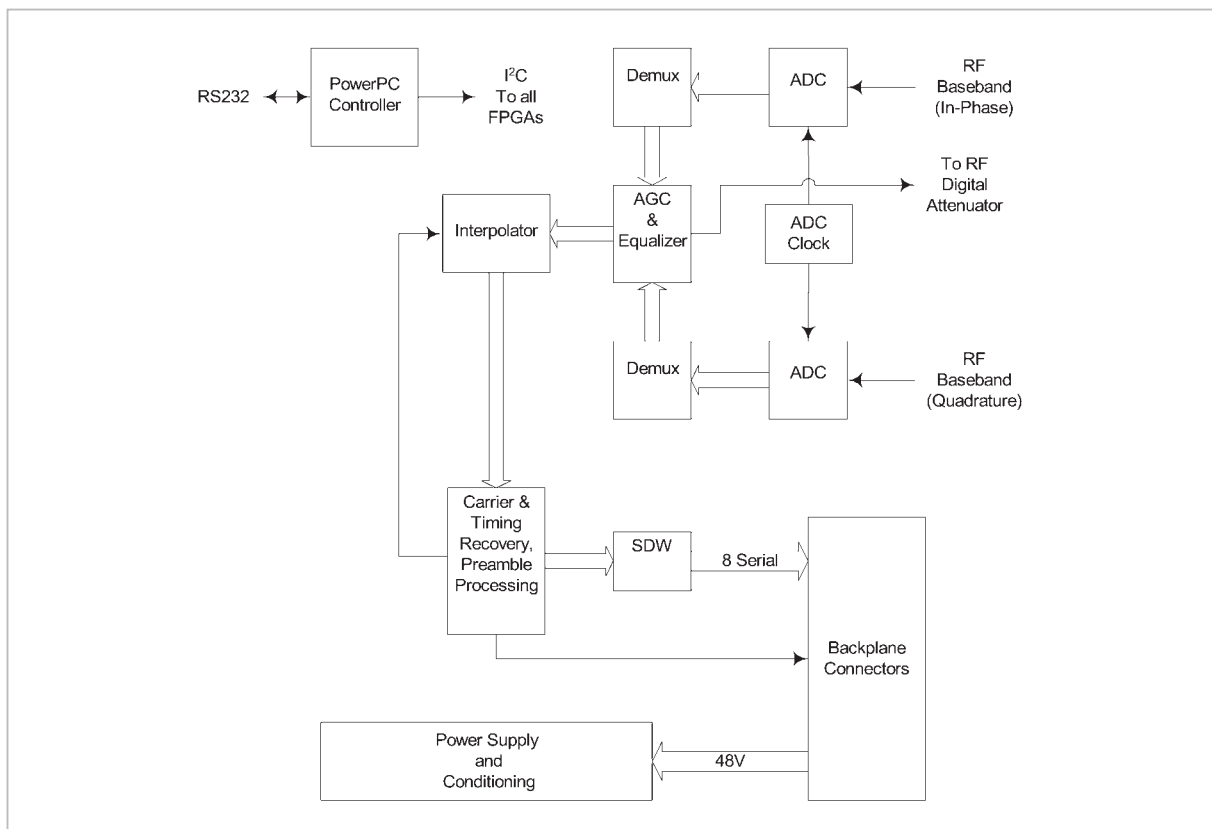 RS232
PowerPC
Controller
I²C
To all
FPGAs
Demux
ADC
RF
Baseband
(In-Phase)
To RF
Digital
Attenuator
Interpolator
AGC
&
Equalizer
ADC
Clock
Demux
ADC
RF
Baseband
(Quadrature)
Carrier &
Timing
Recovery,
Preamble
Processing
SDW
8 Serial
Backplane
Connectors
Power Supply
and
Conditioning
48V